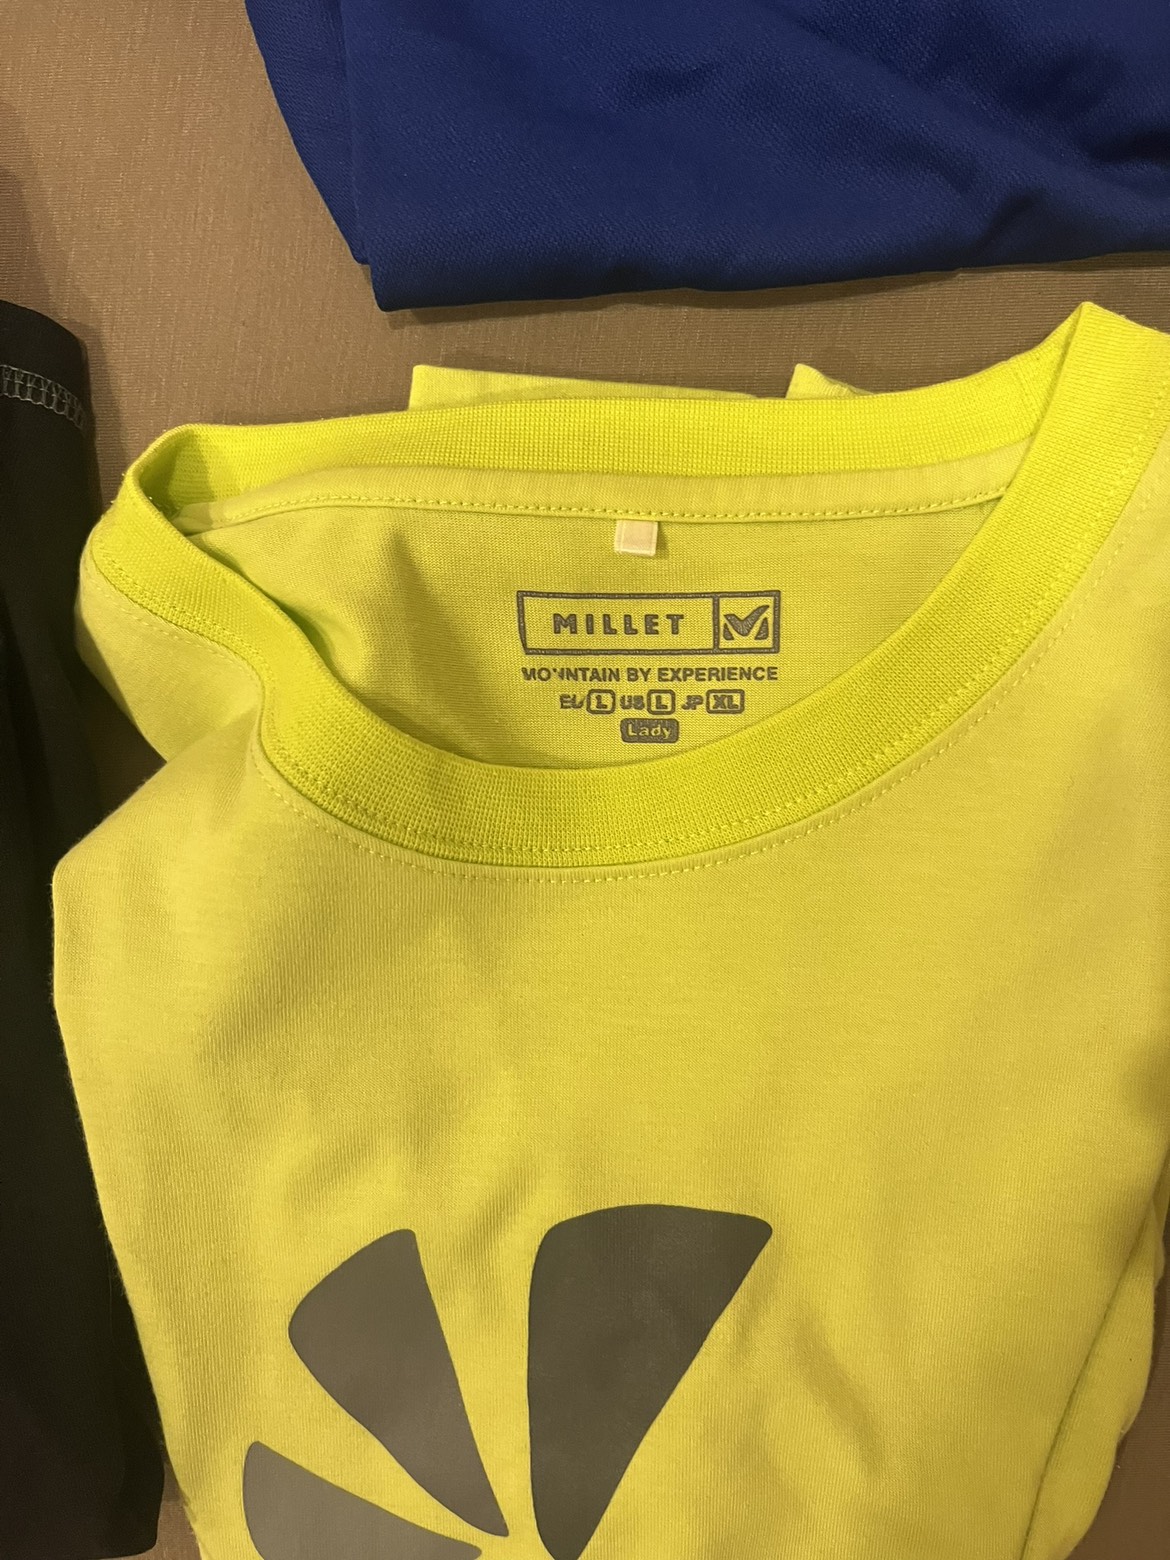 MILLET
MOUNTAIN BY EXPERIENCE
EU L US L JP XL
Lady